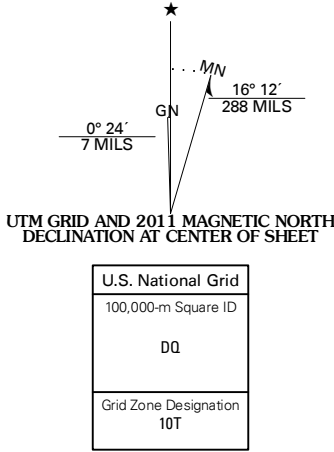 ★
MN
GN
16° 12´
288 MILS
0° 24´
7 MILS
UTM GRID AND 2011 MAGNETIC NORTH
DECLINATION AT CENTER OF SHEET
U.S. National Grid
100,000-m Square ID
DQ
Grid Zone Designation
10T